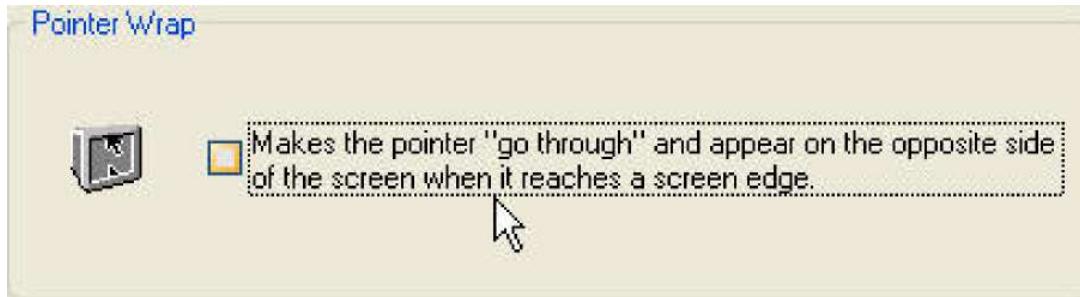 Pointer Wrap
Makes the pointer "go through" and appear on the opposite side
of the screen when it reaches a screen edge.